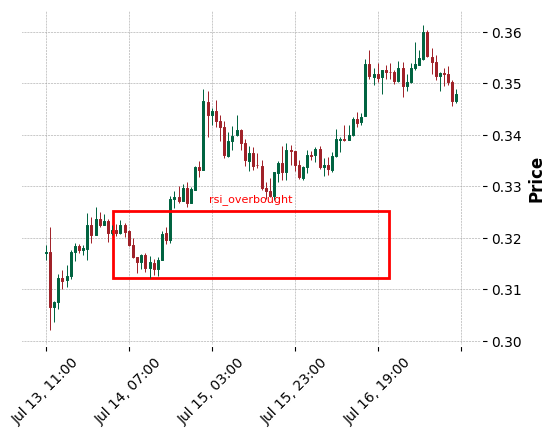 0.36
0.35
0.34
rsi_overbought
0.33
0.32
0.31
0.30
Price
Jul 13, 11:00
Jul 14, 07:00
Jul 15, 03:00
Jul 15, 23:00
Jul 16, 19:00